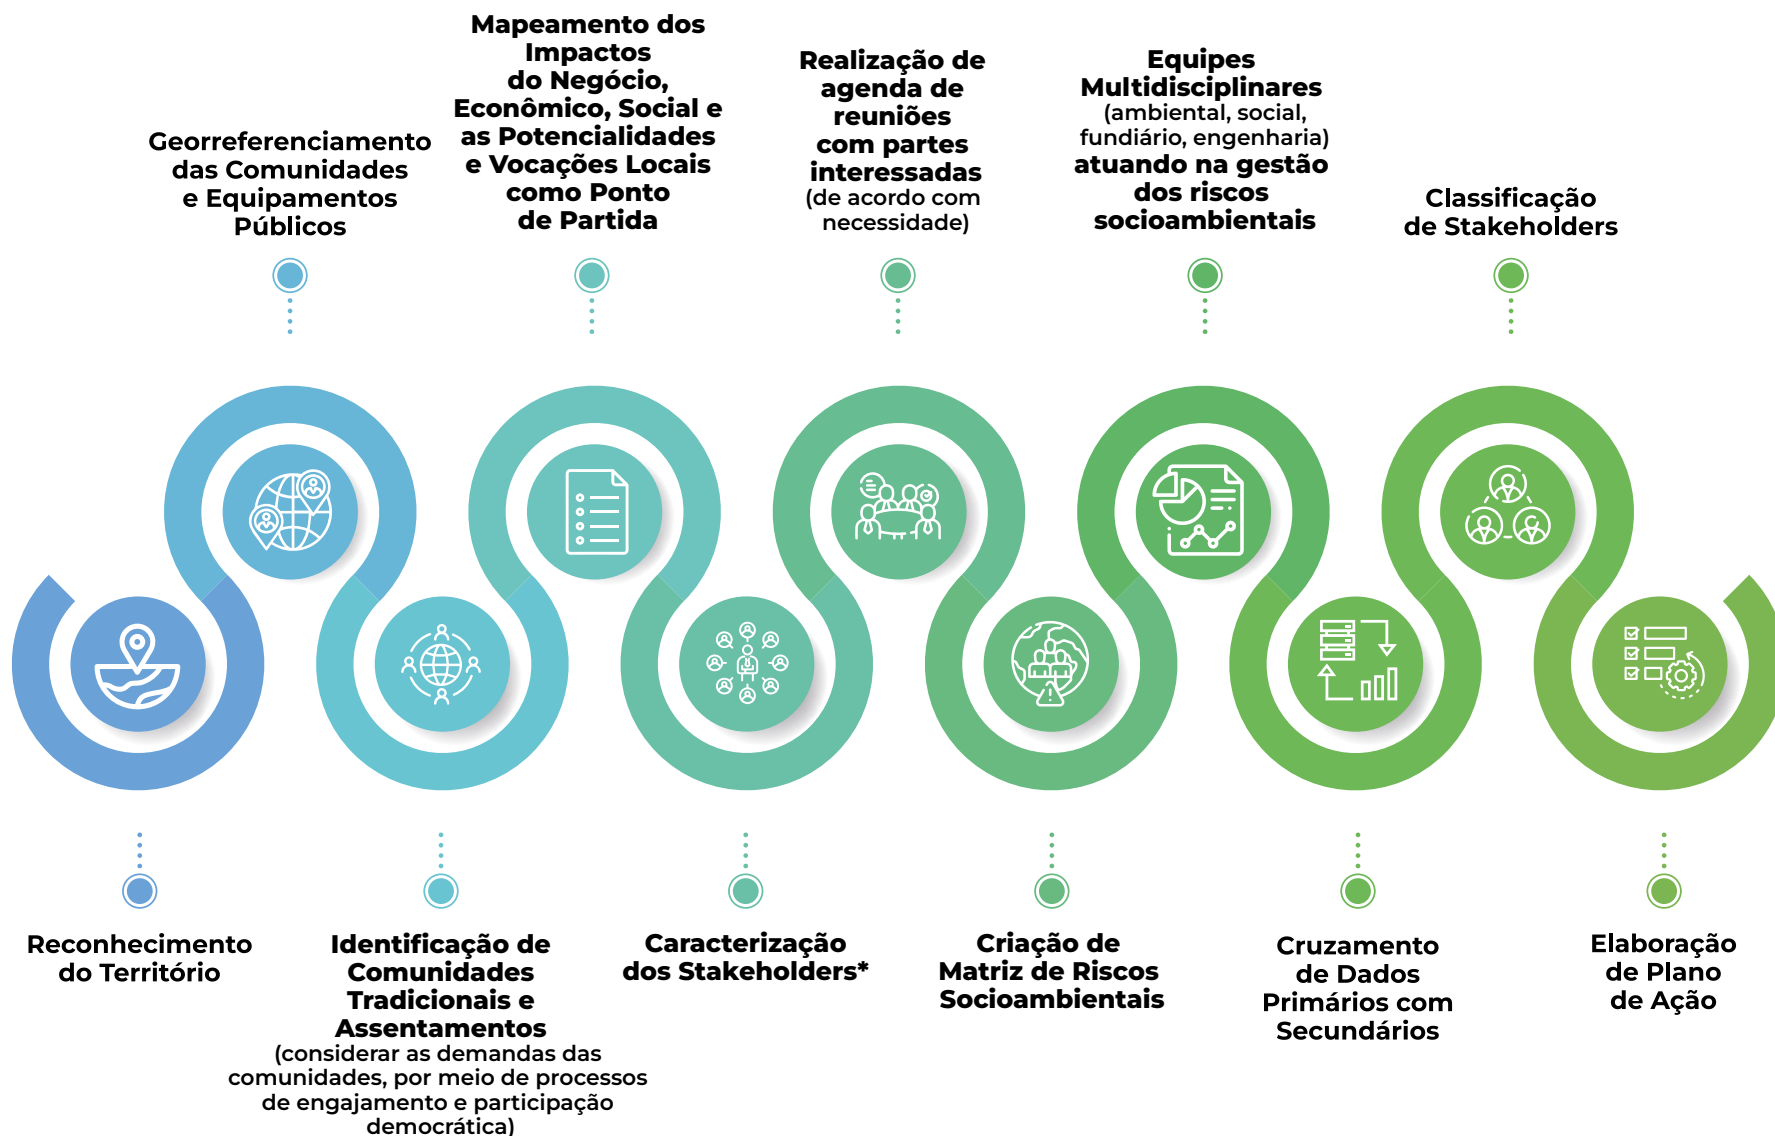 Georreferenciamento
das Comunidades
e Equipamentos
Públicos
Mapeamento dos
Impactos
do Negócio,
Econômico, Social e
as Potencialidades
e Vocações Locais
como Ponto
de Partida
Realização de
agenda de
reuniões
com partes
interessadas
(de acordo com
necessidade)
Equipes
Multidisciplinares
(ambiental, social,
fundiário, engenharia)
atuando na gestão
dos riscos
socioambientais
Classificação
de Stakeholders
Reconhecimento
do Território
Identificação de
Comunidades
Tradicionais e
Assentamentos
(considerar as demandas das
comunidades, por meio de processos
de engajamento e participação
democrática)
Caracterização
dos Stakeholders*
Criação de
Matriz de Riscos
Socioambientais
Cruzamento
de Dados
Primários com
Secundários
Elaboração
de Plano
de Ação